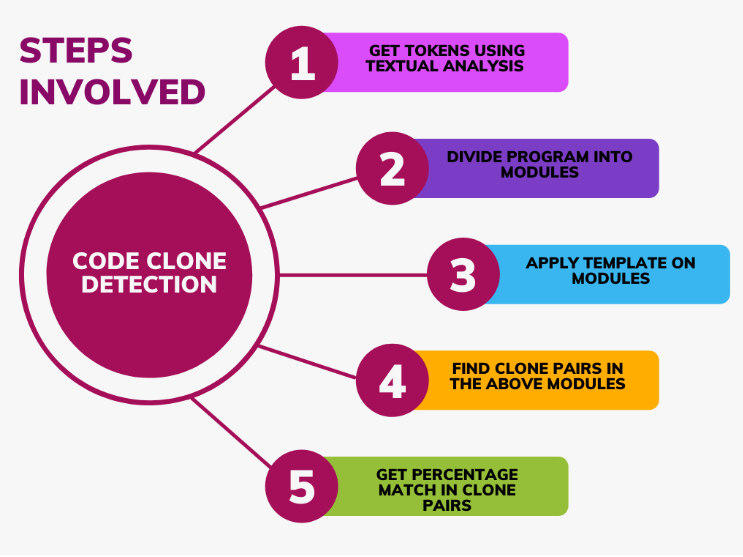 STEPS
INVOLVED
CODE CLONE
DETECTION
1
GET TOKENS USING
TEXTUAL ANALYSIS
2
DIVIDE PROGRAM INTO
MODULES
3
APPLY TEMPLATE ON
MODULES
4
FIND CLONE PAIRS IN
THE ABOVE MODULES
5
GET PERCENTAGE
MATCH IN CLONE
PAIRS